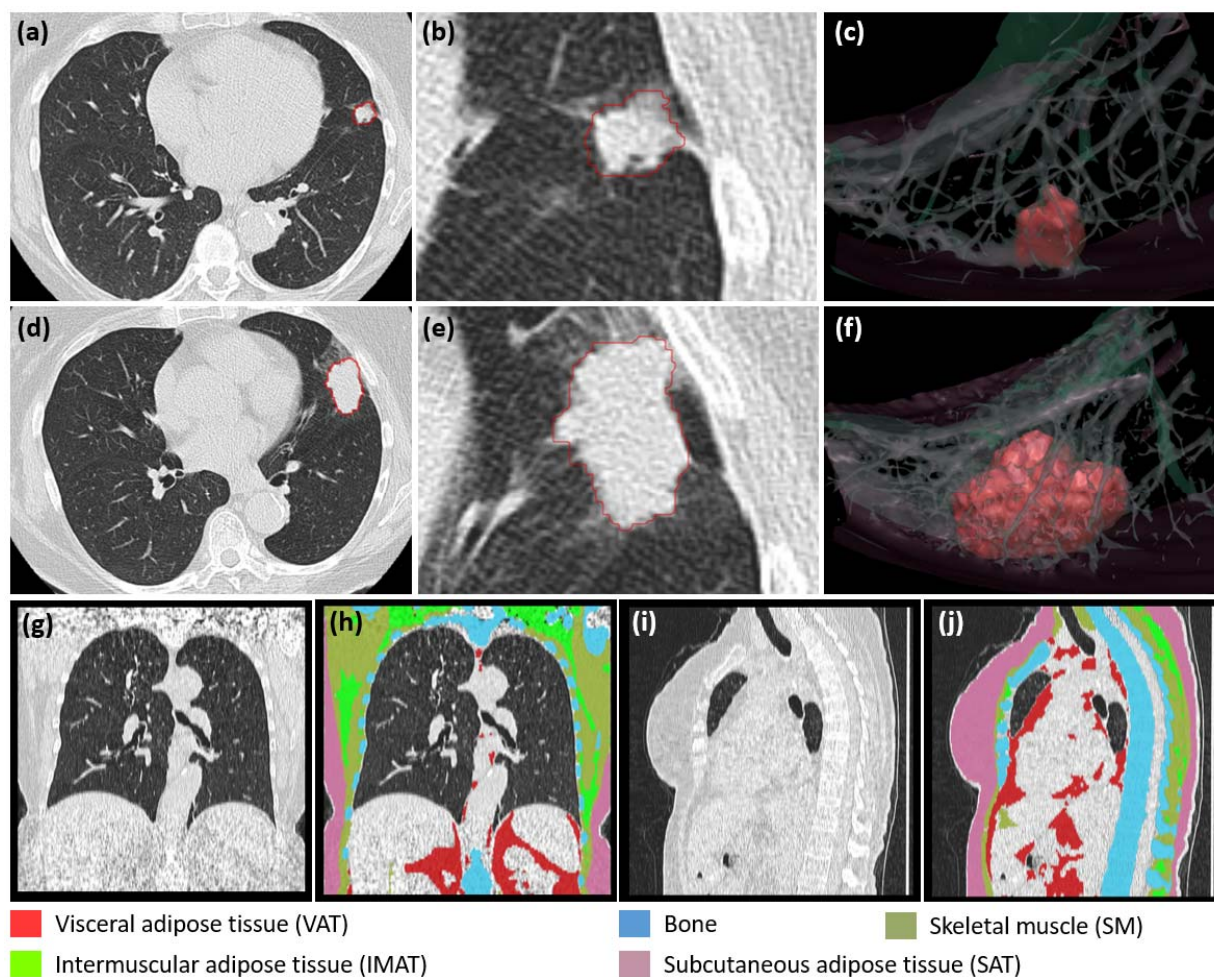 (a) (b) (c)
(d) (e) (f)
(g) (h) (i) (j)
Visceral adipose tissue (VAT) Bone Skeletal muscle (SM)
Intermuscular adipose tissue (IMAT) Subcutaneous adipose tissue (SAT)